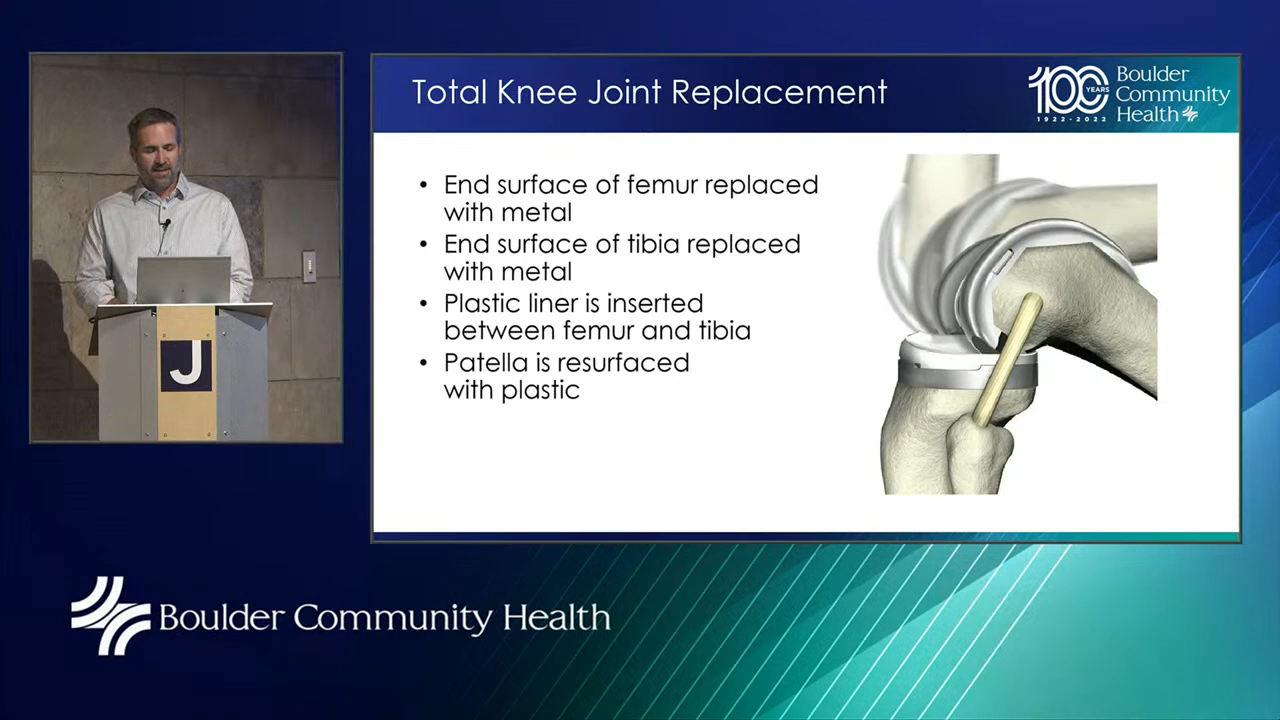 Total Knee Joint Replacement
100
YEARS
1922-2022
Boulder
Community
Health
• End surface of femur replaced
with metal
• End surface of tibia replaced
with metal
• Plastic liner is inserted
between femur and tibia
• Patella is resurfaced
with plastic
J
Boulder Community Health